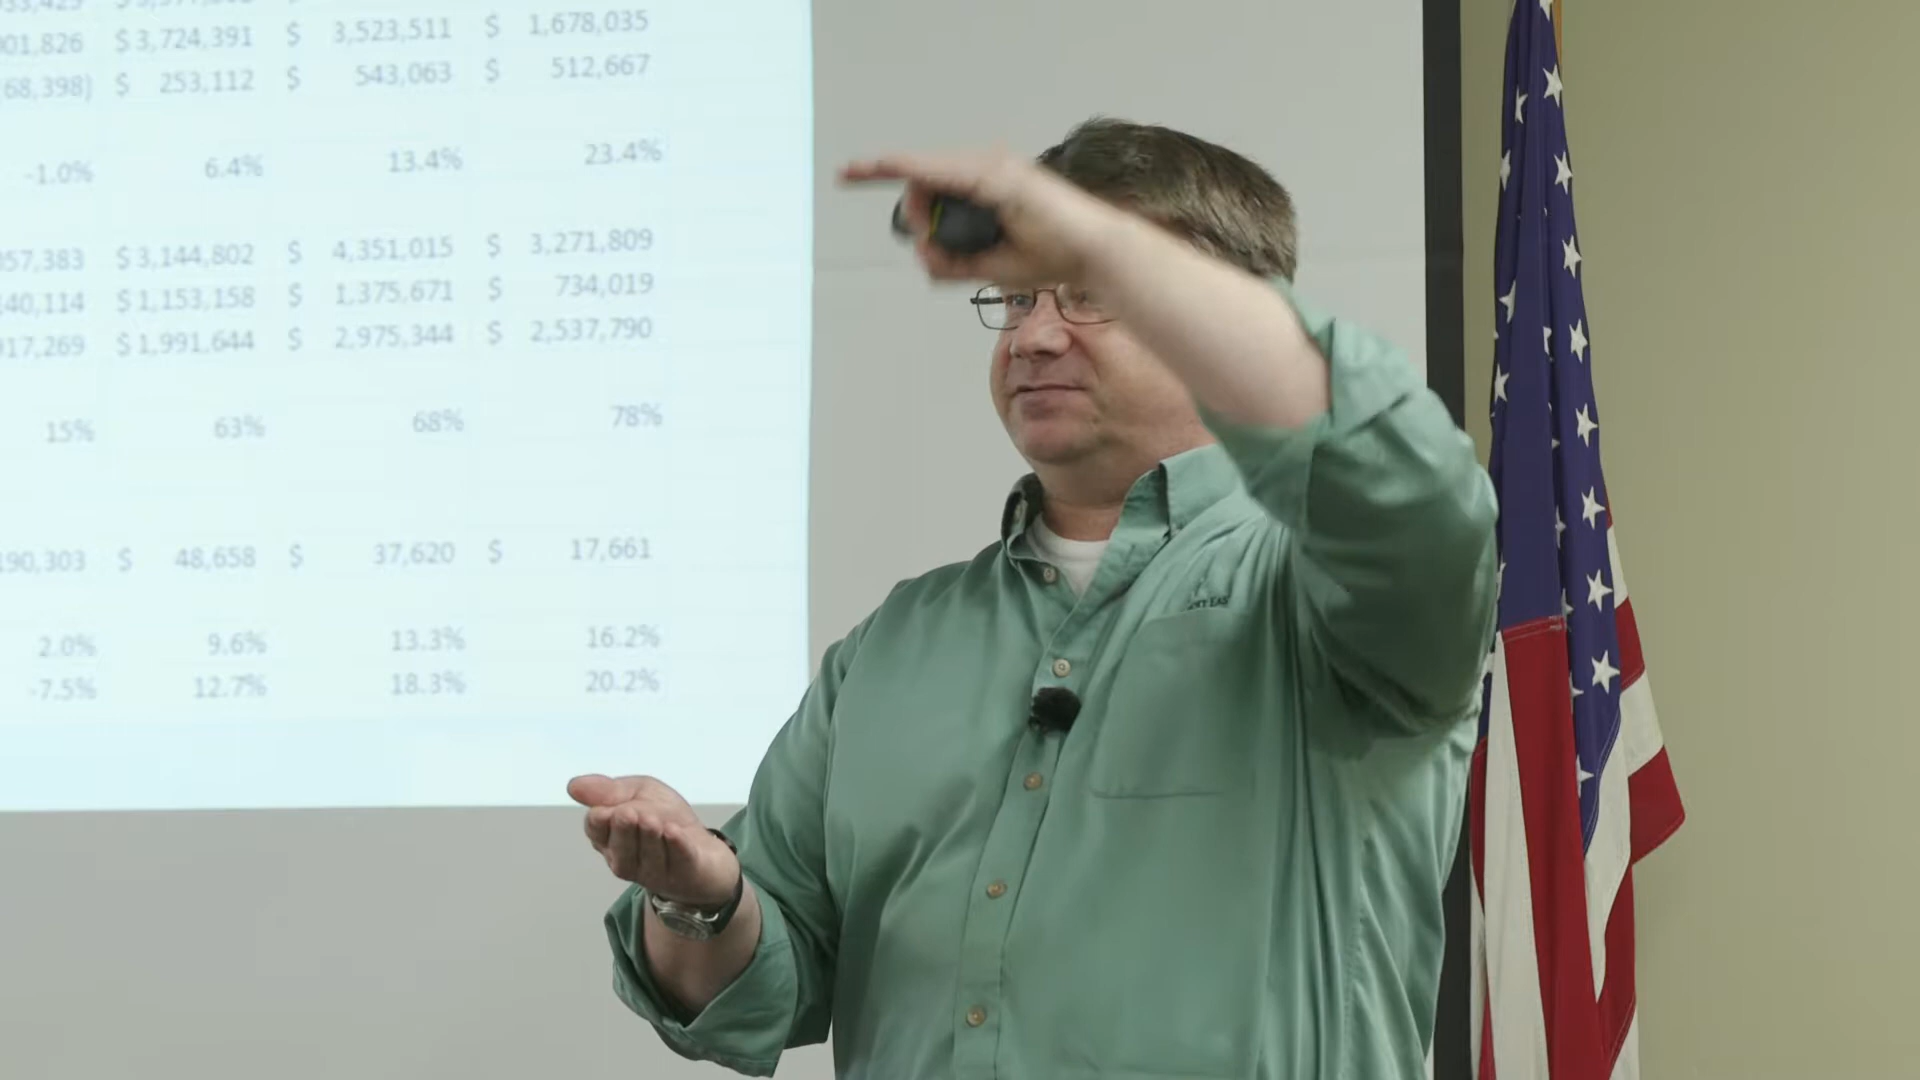 01,826 $3,724,391 $ 3,523,511 $ 1,678,035
68,398) $ 253,112 $ 543,063 $ 512,667
-1.0% 6.4% 13.4% 23.4%
57,383 $3,144,802 $ 4,351,015 $ 3,271,809
40,114 $1,153,158 $ 1,375,671 $ 734,019
917,269 $1,991,644 $ 2,975,344 $ 2,537,790
15% 63% 68% 78%
190,303 $ 48,658 $ 37,620 $ 17,661
2.0% 9.6% 13.3% 16.2%
-7.5% 12.7% 18.3% 20.2%